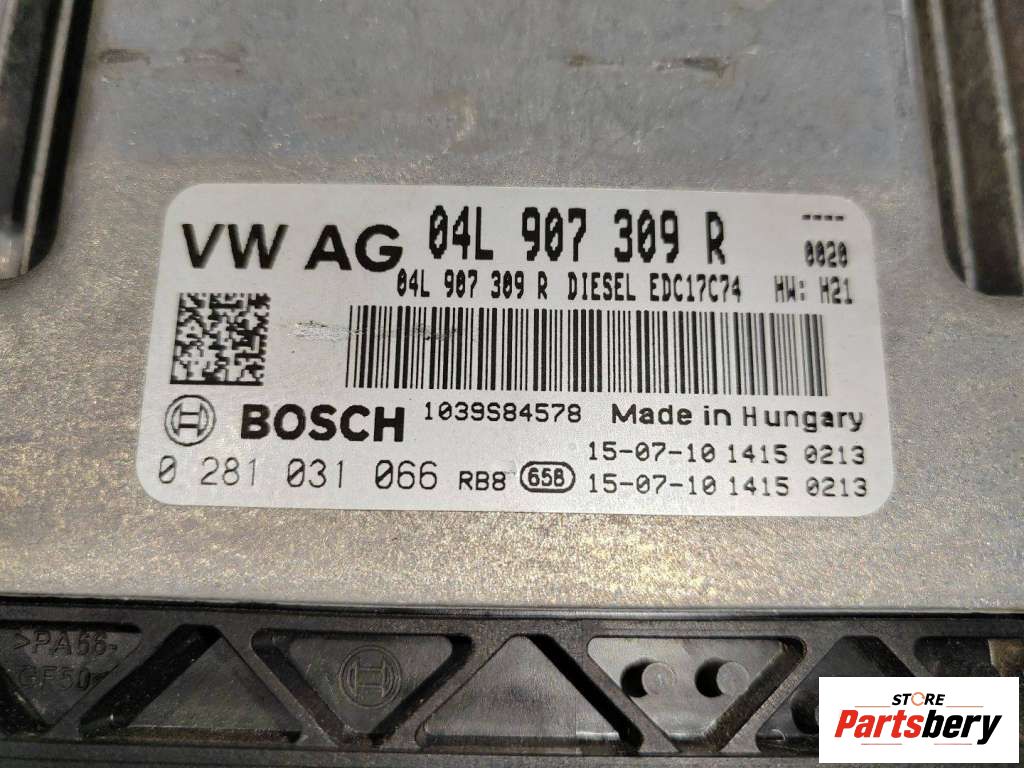 VW AG 04L 907 309 R ----
0020
04L 907 309 R DIESEL EDC17C74 HW: H21
BOSCH 1039S84578 Made in Hungary
15-07-10 1415 0213
0 281 031 066 RB8 658 15-07-10 1415 0213
>PA66-
GF50<
STORE
Partsbery